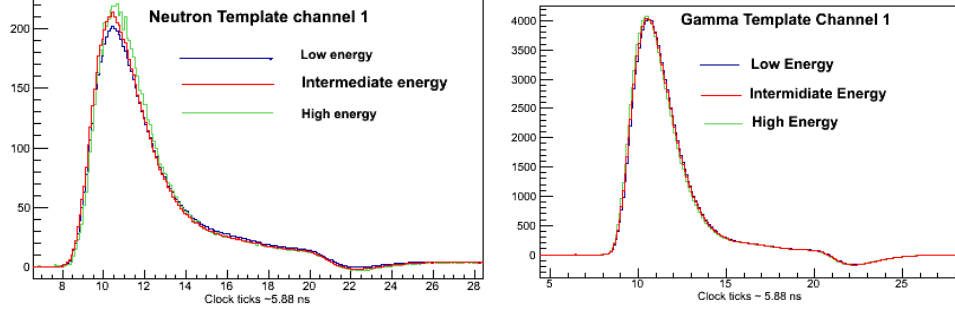 Neutron Template channel 1
Low energy
Intermediate energy
High energy
200
150
100
50
0
8 10 12 14 16 18 20 22 24 26 28
Clock ticks ~5.88 ns
Gamma Template Channel 1
Low Energy
Intermidiate Energy
High Energy
4000
3500
3000
2500
2000
1500
1000
500
0
5 10 15 20 25
Clock ticks ~ 5.88 ns